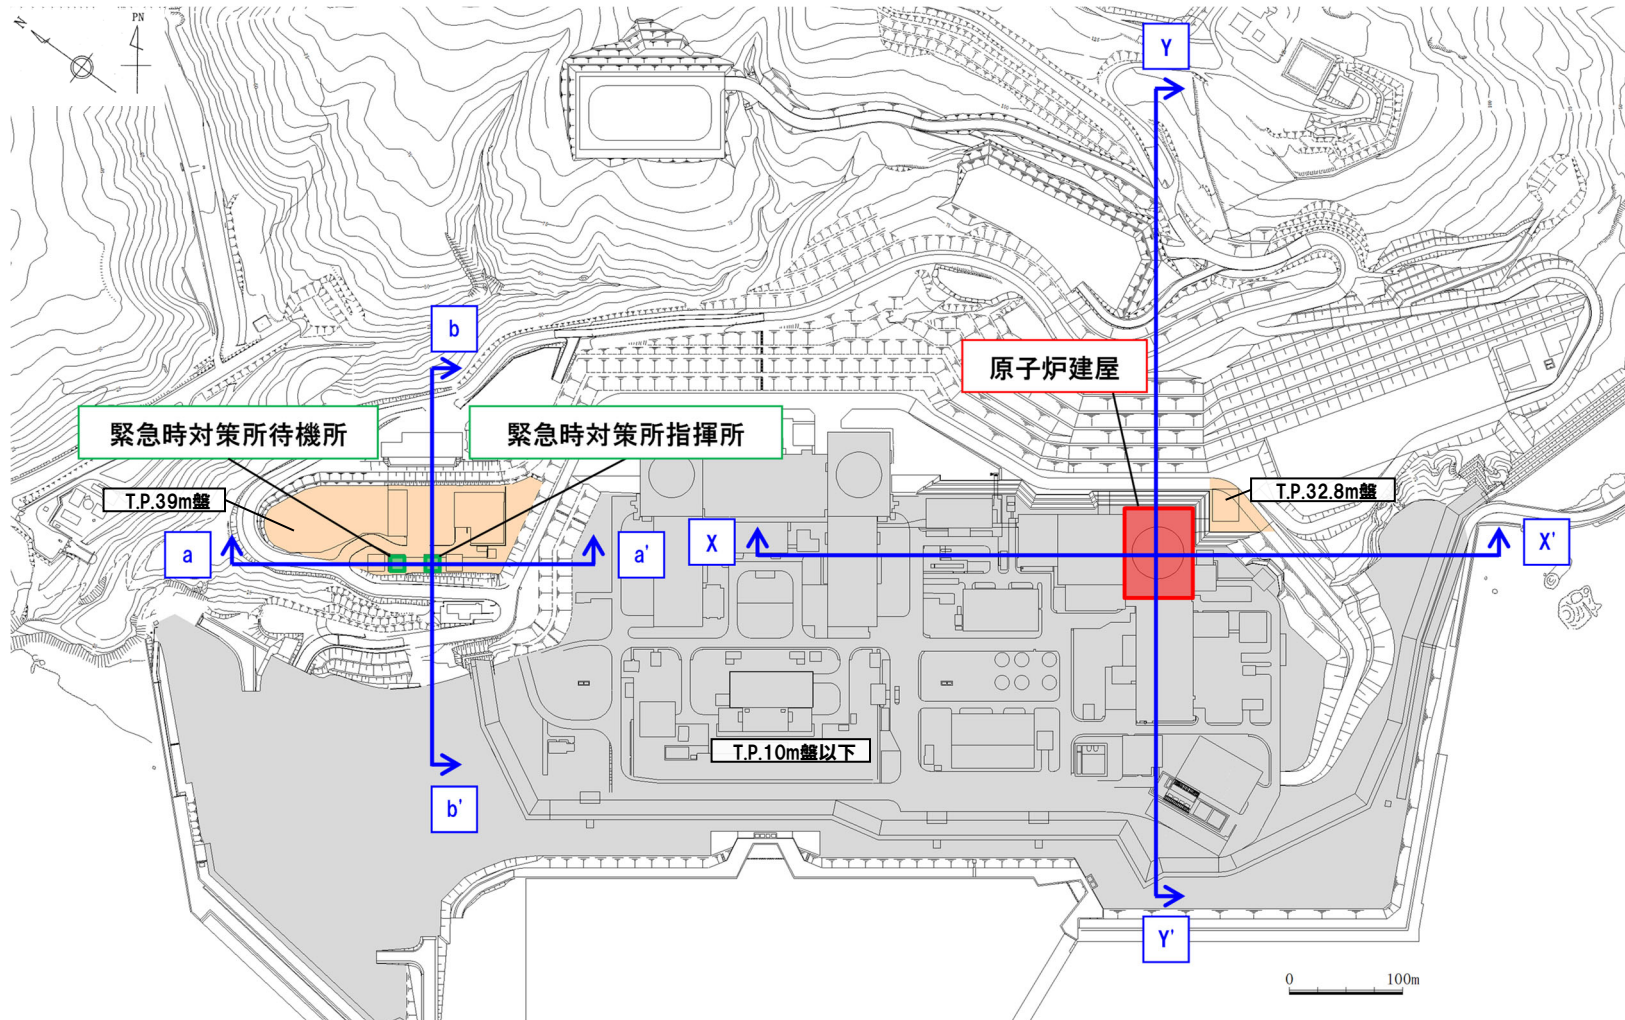 N
PN
Y
b
原子炉建屋
緊急時対策所待機所
緊急時対策所指揮所
T.P.39m盤
T.P.32.8m盤
a
a'
X
X'
T.P.10m盤以下
b'
Y'
0 100m